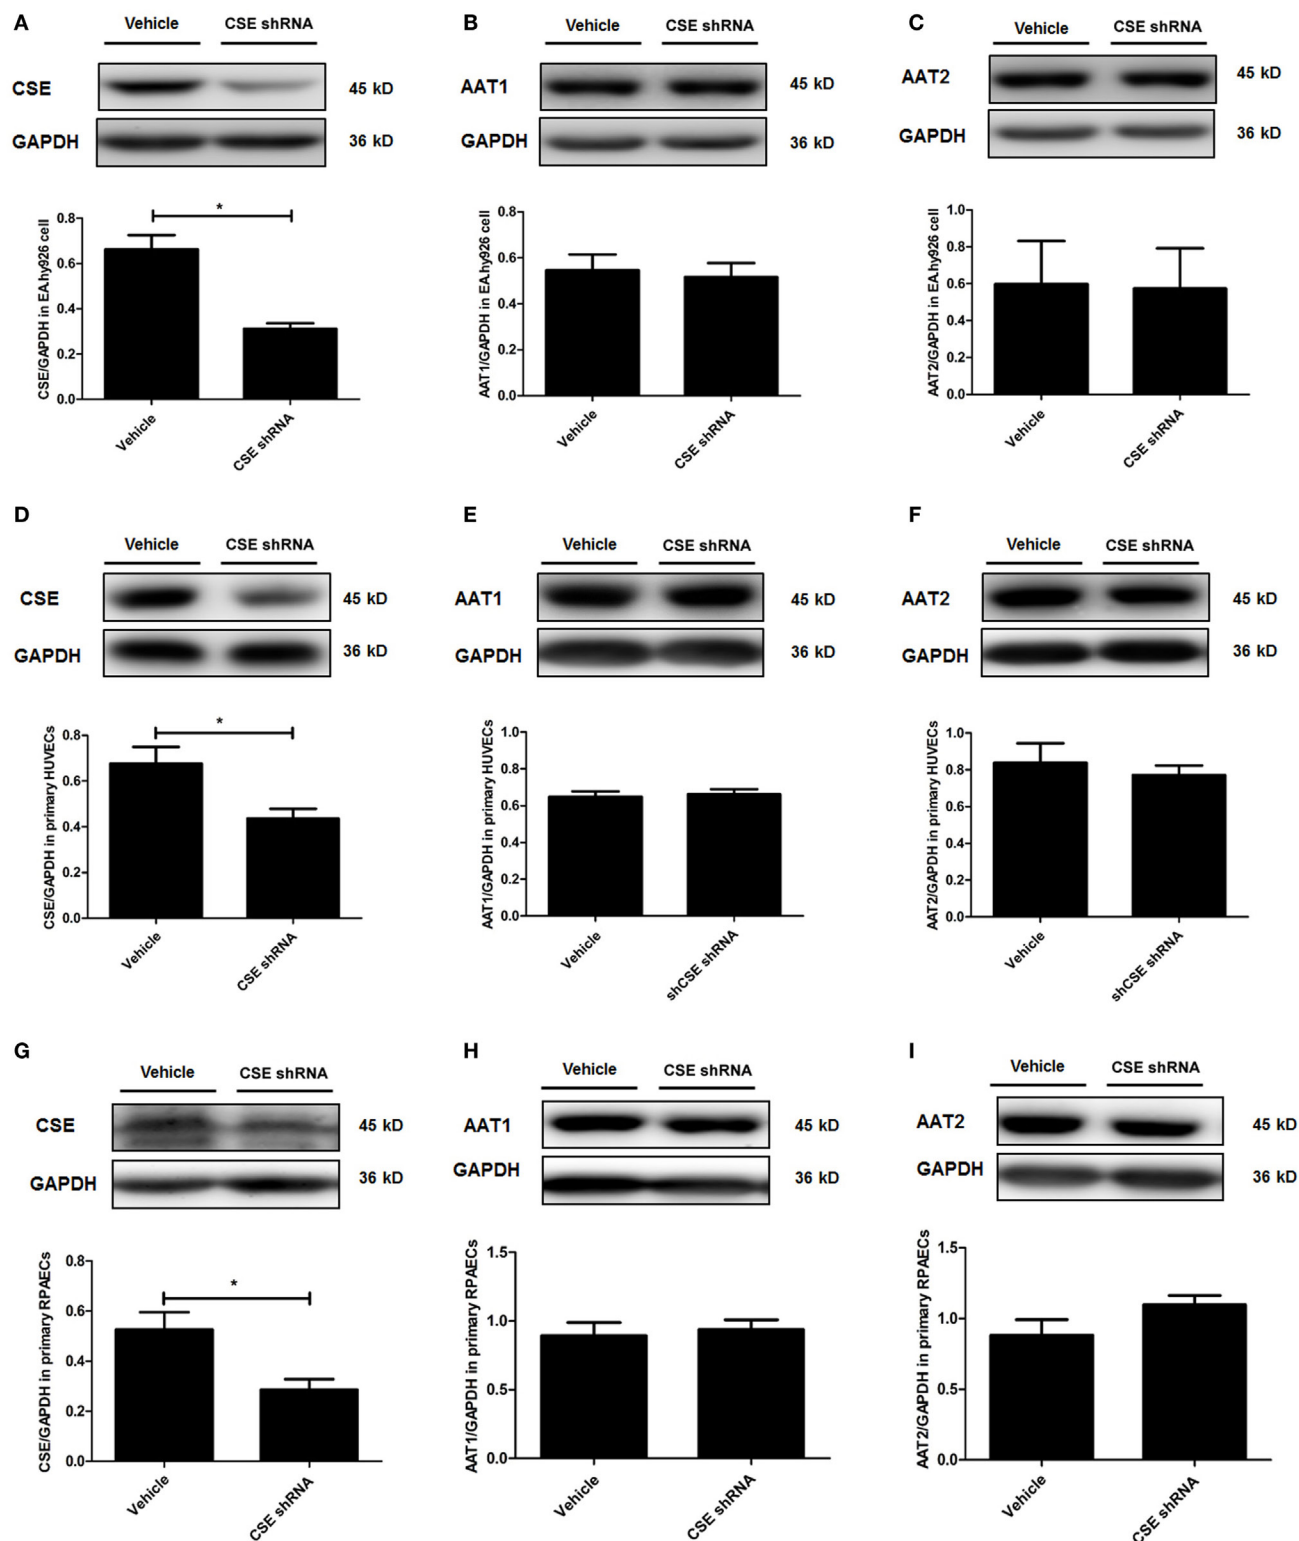 A
Vehicle CSE shRNA
CSE 45 kD
GAPDH 36 kD
CSE/GAPDH in EA.hy926 cell
0.8
0.6
0.4
0.2
0.0
*
Vehicle
CSE shRNA
B
Vehicle CSE shRNA
AAT1 45 kD
GAPDH 36 kD
AAT1/GAPDH in EA.hy926 cell
0.8
0.6
0.4
0.2
0.0
Vehicle
CSE shRNA
C
Vehicle CSE shRNA
AAT2 45 kD
GAPDH 36 kD
AAT2/GAPDH in EA.hy926 cell
1.0
0.8
0.6
0.4
0.2
0.0
Vehicle
CSE shRNA
D
Vehicle CSE shRNA
CSE 45 kD
GAPDH 36 kD
CSE/GAPDH in primary HUVECs
0.8
0.6
0.4
0.2
0.0
*
Vehicle
CSE shRNA
E
Vehicle CSE shRNA
AAT1 45 kD
GAPDH 36 kD
AAT1/GAPDH in primary HUVECs
1.0
0.8
0.6
0.4
0.2
0.0
Vehicle
shCSE shRNA
F
Vehicle CSE shRNA
AAT2 45 kD
GAPDH 36 kD
AAT2/GAPDH in primary HUVECs
1.0
0.8
0.6
0.4
0.2
0.0
Vehicle
shCSE shRNA
G
Vehicle CSE shRNA
CSE 45 kD
GAPDH 36 kD
CSE/GAPDH in primary RPAECs
0.8
0.6
0.4
0.2
0.0
*
Vehicle
CSE shRNA
H
Vehicle CSE shRNA
AAT1 45 kD
GAPDH 36 kD
AAT1/GAPDH in primary RPAECs
1.5
1.0
0.5
0.0
Vehicle
CSE shRNA
I
Vehicle CSE shRNA
AAT2 45 kD
GAPDH 36 kD
AAT2/GAPDH in primary RPAECs
1.5
1.0
0.5
0.0
Vehicle
CSE shRNA